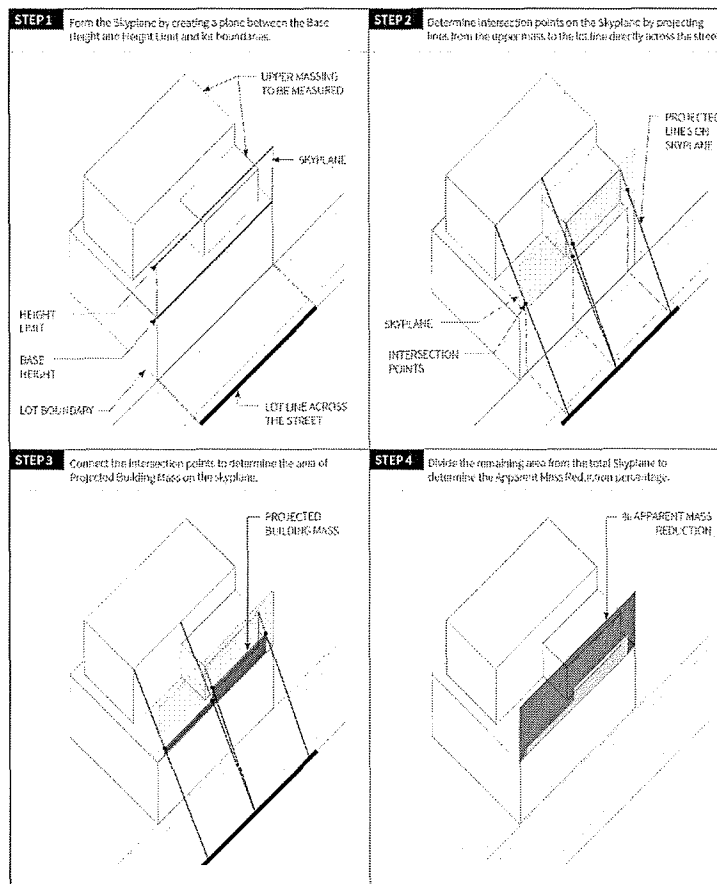 STEP 1
Form the Skyplane by creating a plane between the Base
Height and Height Limit and lot boundaries.
UPPER MASSING
TO BE MEASURED
SKYPLANE
HEIGHT
LIMIT
BASE
HEIGHT
LOT BOUNDARY
LOT LINE ACROSS
THE STREET
STEP 2
Determine intersection points on the Skyplane by projecting
lines from the upper mass to the lot line directly across the street
PROJECTED
LINES ON
SKYPLANE
SKYPLANE
INTERSECTION
POINTS
STEP 3
Connect the intersection points to determine the area of
Projected Building Mass on the skyplane.
PROJECTED
BUILDING MASS
STEP 4
Divide the remaining area from the total Skyplane to
determine the Apparent Mass Reduction percentage.
% APPARENT MASS
REDUCTION